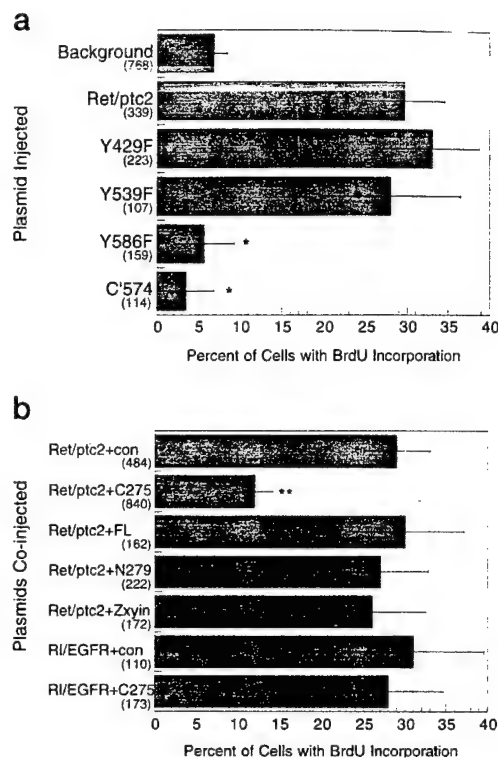 a
Plasmid Injected
Background
(768)
Ret/ptc2
(339)
Y429F
(223)
Y539F
(107)
Y586F
(159)
*
C'574
(114)
*
0 5 10 15 20 25 30 35 40
Percent of Cells with BrdU Incorporation
b
Plasmids Co-injected
Ret/ptc2+con
(484)
Ret/ptc2+C275
(840)
**
Ret/ptc2+FL
(162)
Ret/ptc2+N279
(222)
Ret/ptc2+Zxyin
(172)
RI/EGFR+con
(110)
RI/EGFR+C275
(173)
0 5 10 15 20 25 30 35 40
Percent of Cells with BrdU Incorporation